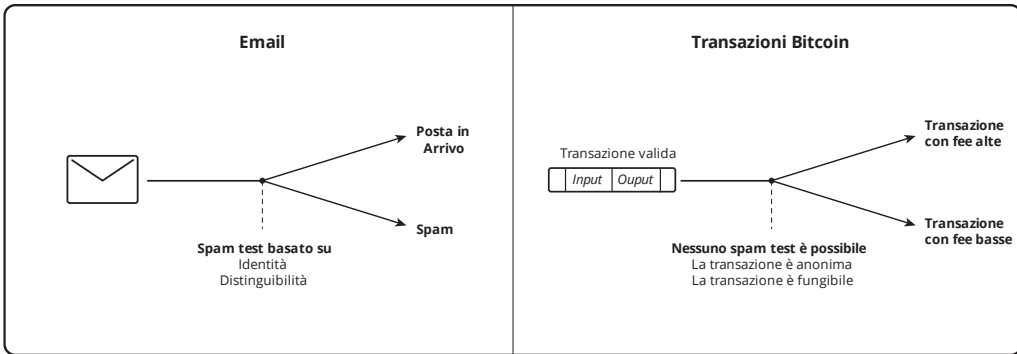 Email
Posta in
Arrivo
Spam
Spam test basato su
Identità
Distinguibilità
Transazioni Bitcoin
Transazione valida
Input Ouput
Transazione
con fee alte
Transazione
con fee basse
Nessuno spam test è possibile
La transazione è anonima
La transazione è fungibile